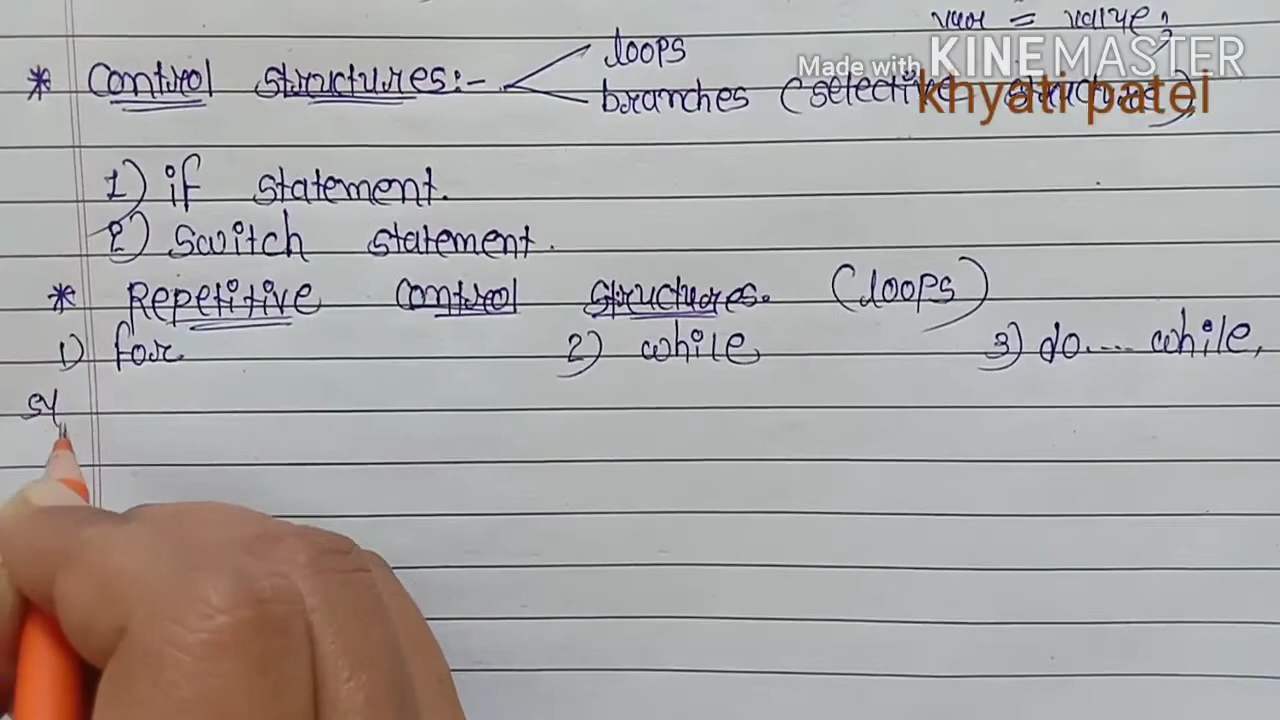 var = value;
Made with KINEMASTER
* Control structures:- loops
branches (selective structure)
khyati patel
1) if statement.
2) switch statement.
* Repetitive control structures. (loops)
1) for 2) while 3) do.... while,
sy